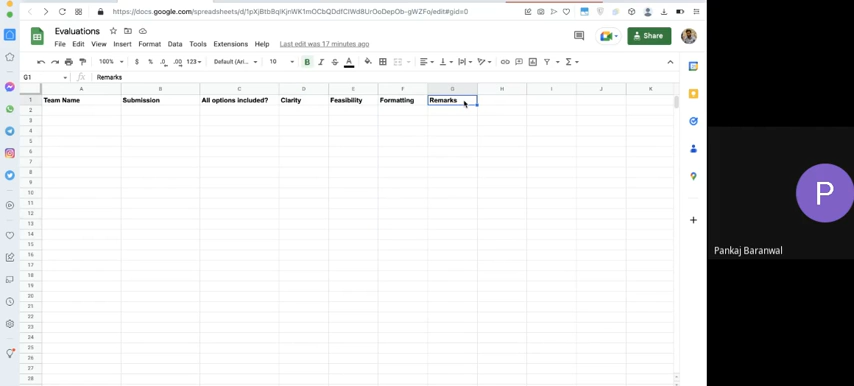 https://docs.google.com/spreadsheets/d/1pXjBtbBqlKjnWK1mOCbQDdfCIWd8UrOoDepOb-gWZFo/edit#gid=0
Evaluations
File Edit View Insert Format Data Tools Extensions Help Last edit was 17 minutes ago
Share
100% $ % .0 .00 123 Default (Ari... 10 B I S A
G1 fx Remarks
A B C D E F G H I J K
1 Team Name Submission All options included? Clarity Feasibility Formatting Remarks
2
3
4
5
6
7
8
9
10
11
12
13
14
15
16
17
18
19
20
21
22
23
24
25
26
27
28
P
Pankaj Baranwal